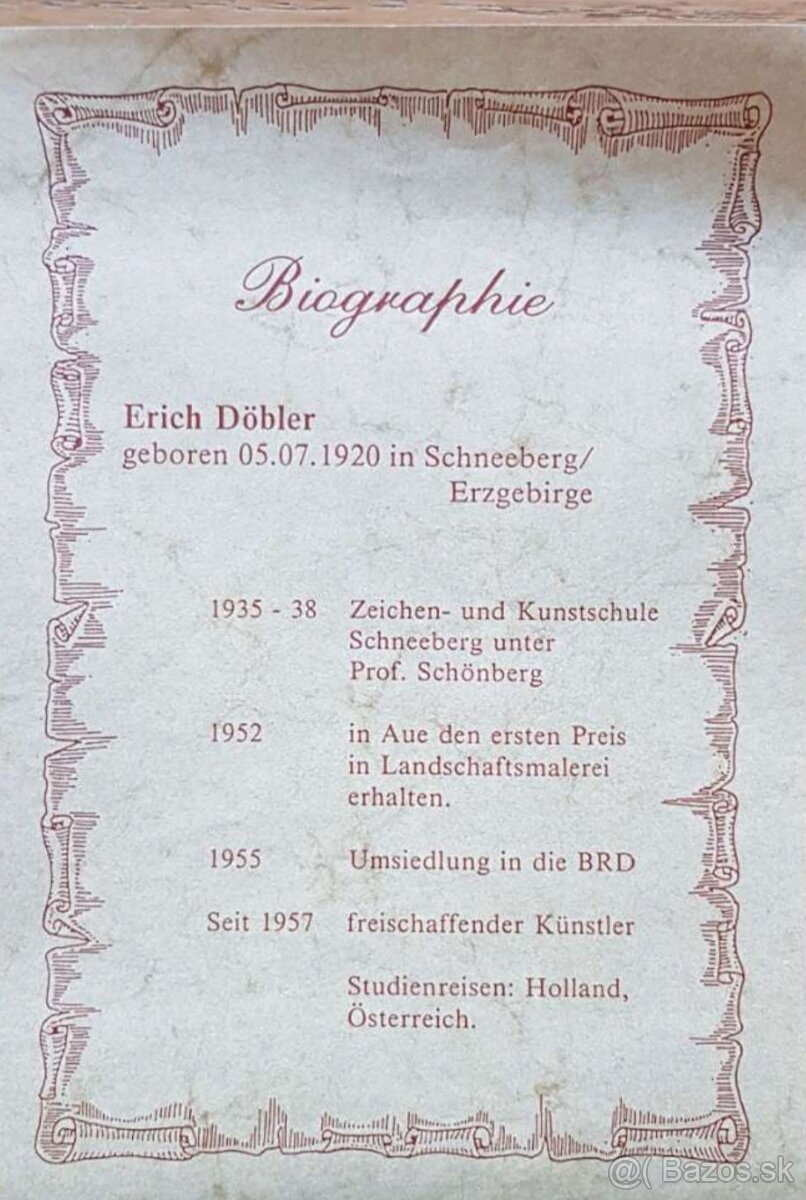 Biographie
Erich Döbler
geboren 05.07.1920 in Schneeberg/
Erzgebirge
1935 - 38 Zeichen- und Kunstschule
Schneeberg unter
Prof. Schönberg
1952 in Aue den ersten Preis
in Landschaftsmalerei
erhalten.
1955 Umsiedlung in die BRD
Seit 1957 freischaffender Künstler
Studienreisen: Holland,
Österreich.
@( Bazos.sk